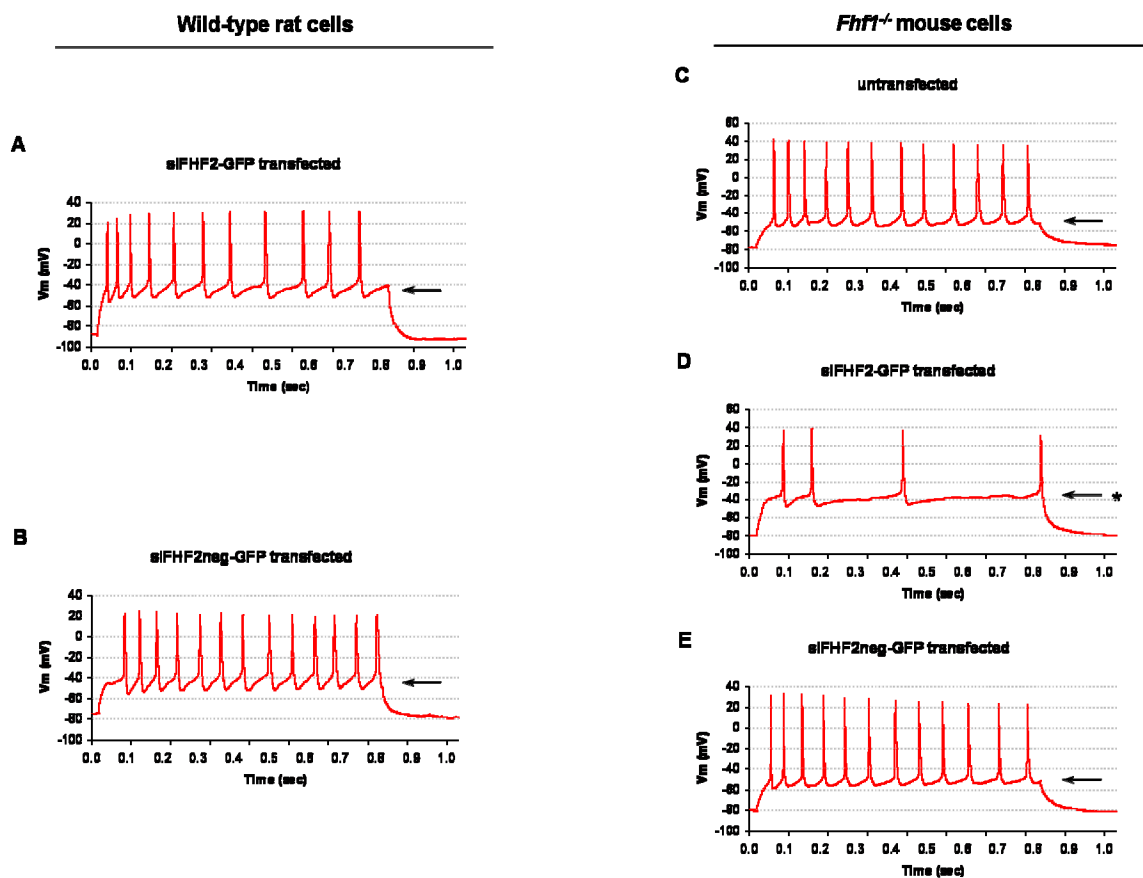 Wild-type rat cells
Fhf1-/- mouse cells
A
siFHF2-GFP transfected
Vm (mV)
40
20
0
-20
-40
-60
-80
-100
0.0 0.1 0.2 0.3 0.4 0.5 0.6 0.7 0.8 0.9 1.0
Time (sec)
B
siFHF2neg-GFP transfected
Vm (mV)
40
20
0
-20
-40
-60
-80
-100
0.0 0.1 0.2 0.3 0.4 0.5 0.6 0.7 0.8 0.9 1.0
Time (sec)
C
untransfected
Vm (mV)
60
40
20
0
-20
-40
-60
-80
-100
0.0 0.1 0.2 0.3 0.4 0.5 0.6 0.7 0.8 0.9 1.0
Time (sec)
D
siFHF2-GFP transfected
Vm (mV)
60
40
20
0
-20
-40
-60
-80
-100
*
0.0 0.1 0.2 0.3 0.4 0.5 0.6 0.7 0.8 0.9 1.0
Time (sec)
E
siFHF2neg-GFP transfected
Vm (mV)
40
20
0
-20
-40
-60
-80
-100
0.0 0.1 0.2 0.3 0.4 0.5 0.6 0.7 0.8 0.9 1.0
Time (sec)